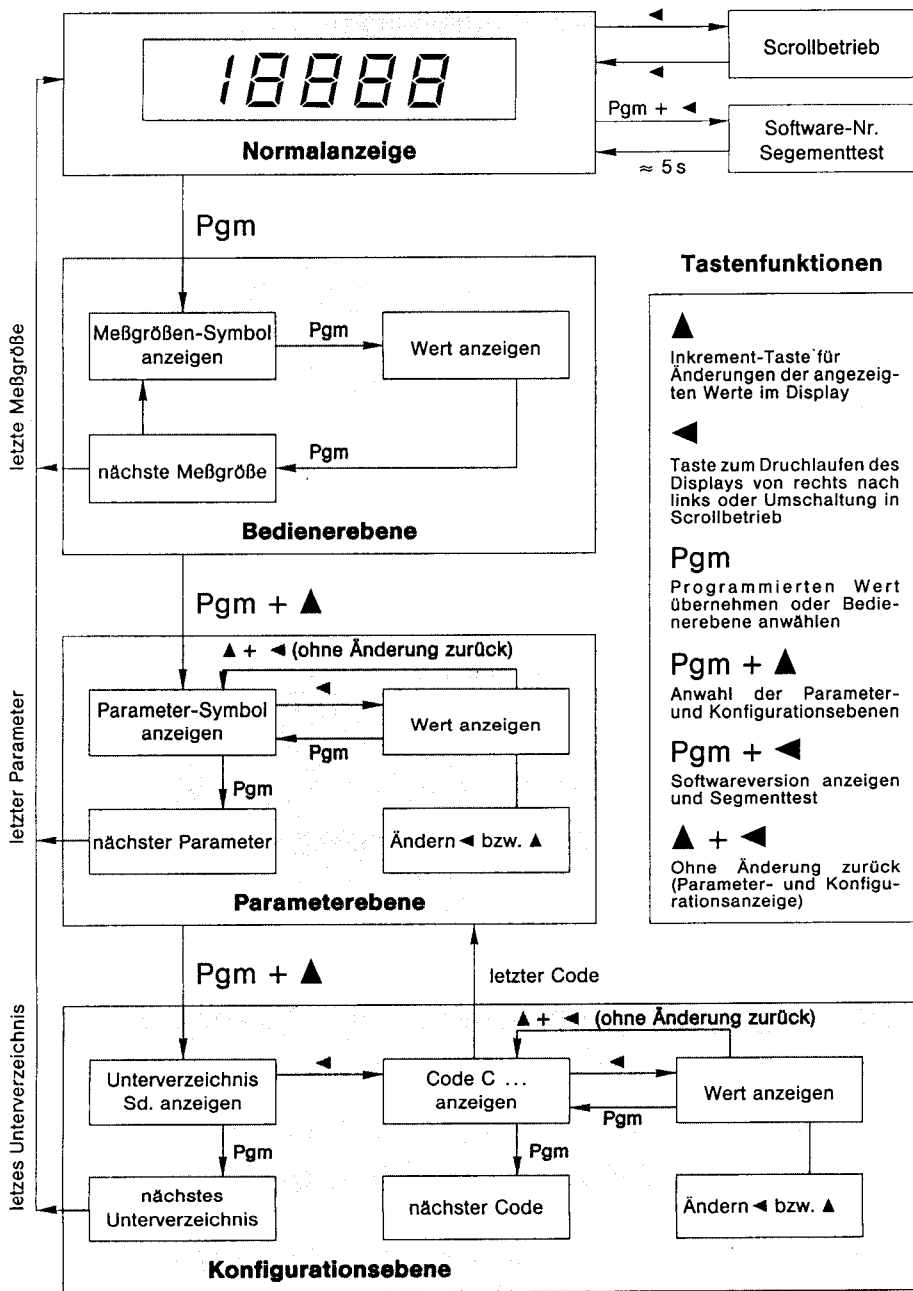 ◄
Scrollbetrieb
◄
18888
Pgm + ◄
Software-Nr.
Segementtest
Normalanzeige
≈ 5 s
Pgm
Tastenfunktionen
letzte Meßgröße
Meßgrößen-Symbol
anzeigen
Pgm
Wert anzeigen
nächste Meßgröße
Pgm
Bedienerebene
▲
Inkrement-Taste für
Änderungen der angezeig-
ten Werte im Display
◄
Taste zum Druchlaufen des
Displays von rechts nach
links oder Umschaltung in
Scrollbetrieb
Pgm
Programmierten Wert
übernehmen oder Bedie-
nerebene anwählen
Pgm + ▲
Anwahl der Parameter-
und Konfigurationsebenen
Pgm + ◄
Softwareversion anzeigen
und Segmenttest
▲ + ◄
Ohne Änderung zurück
(Parameter- und Konfigu-
rationsanzeige)
Pgm + ▲
letzter Parameter
▲ + ◄ (ohne Änderung zurück)
Parameter-Symbol
anzeigen
◄
Pgm
Wert anzeigen
Pgm
nächster Parameter
Ändern ◄ bzw. ▲
Parameterebene
Pgm + ▲
letzter Code
letzes Unterverzeichnis
▲ + ◄ (ohne Änderung zurück)
Unterverzeichnis
Sd. anzeigen
◄
Code C ...
anzeigen
◄
Pgm
Wert anzeigen
Pgm
Pgm
nächstes
Unterverzeichnis
nächster Code
Ändern ◄ bzw. ▲
Konfigurationsebene